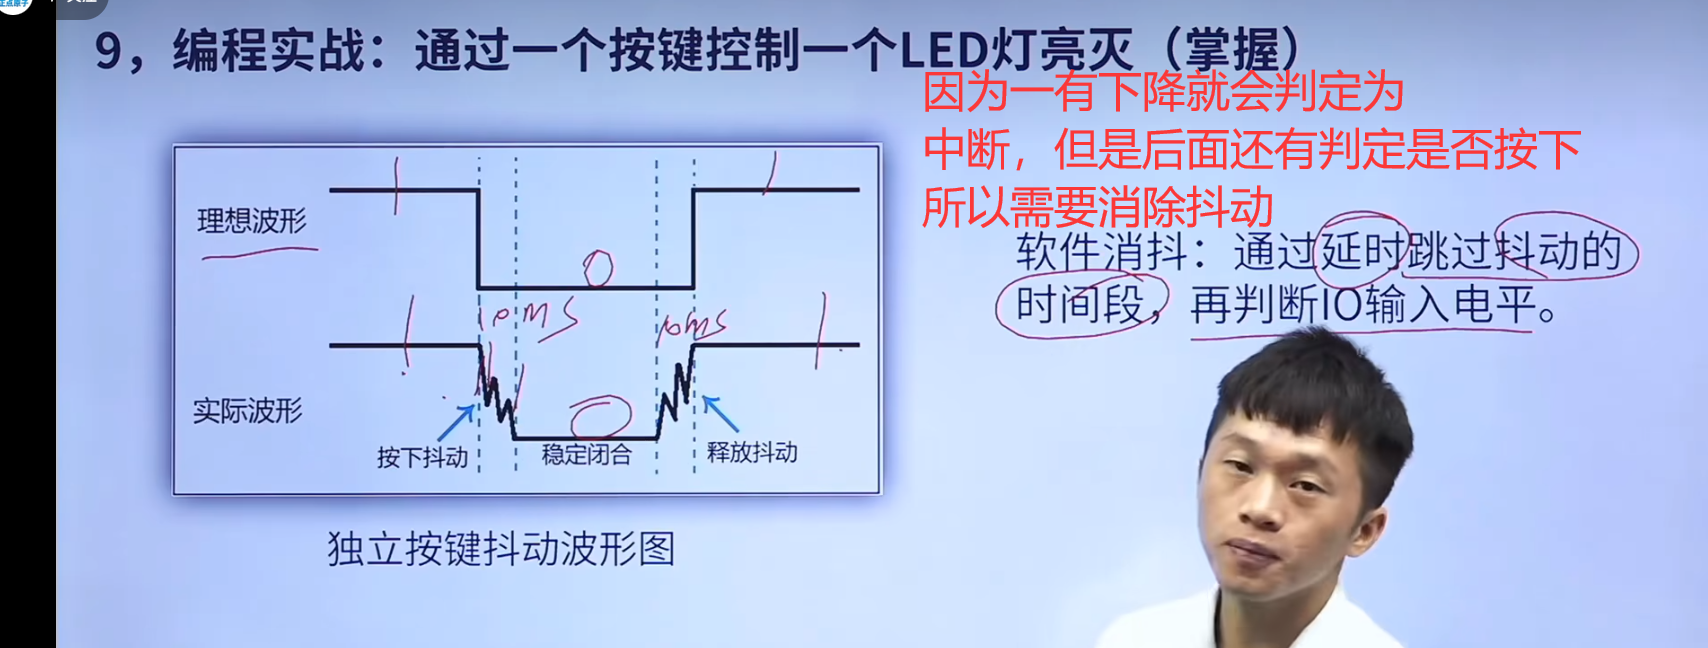 正点原子
9，编程实战：通过一个按键控制一个LED灯亮灭（掌握）
因为一有下降就会判定为
中断，但是后面还有判定是否按下
所以需要消除抖动
软件消抖：通过延时跳过抖动的
时间段，再判断IO输入电平。
理想波形
0
10ms
10ms
实际波形
按下抖动
稳定闭合
释放抖动
独立按键抖动波形图